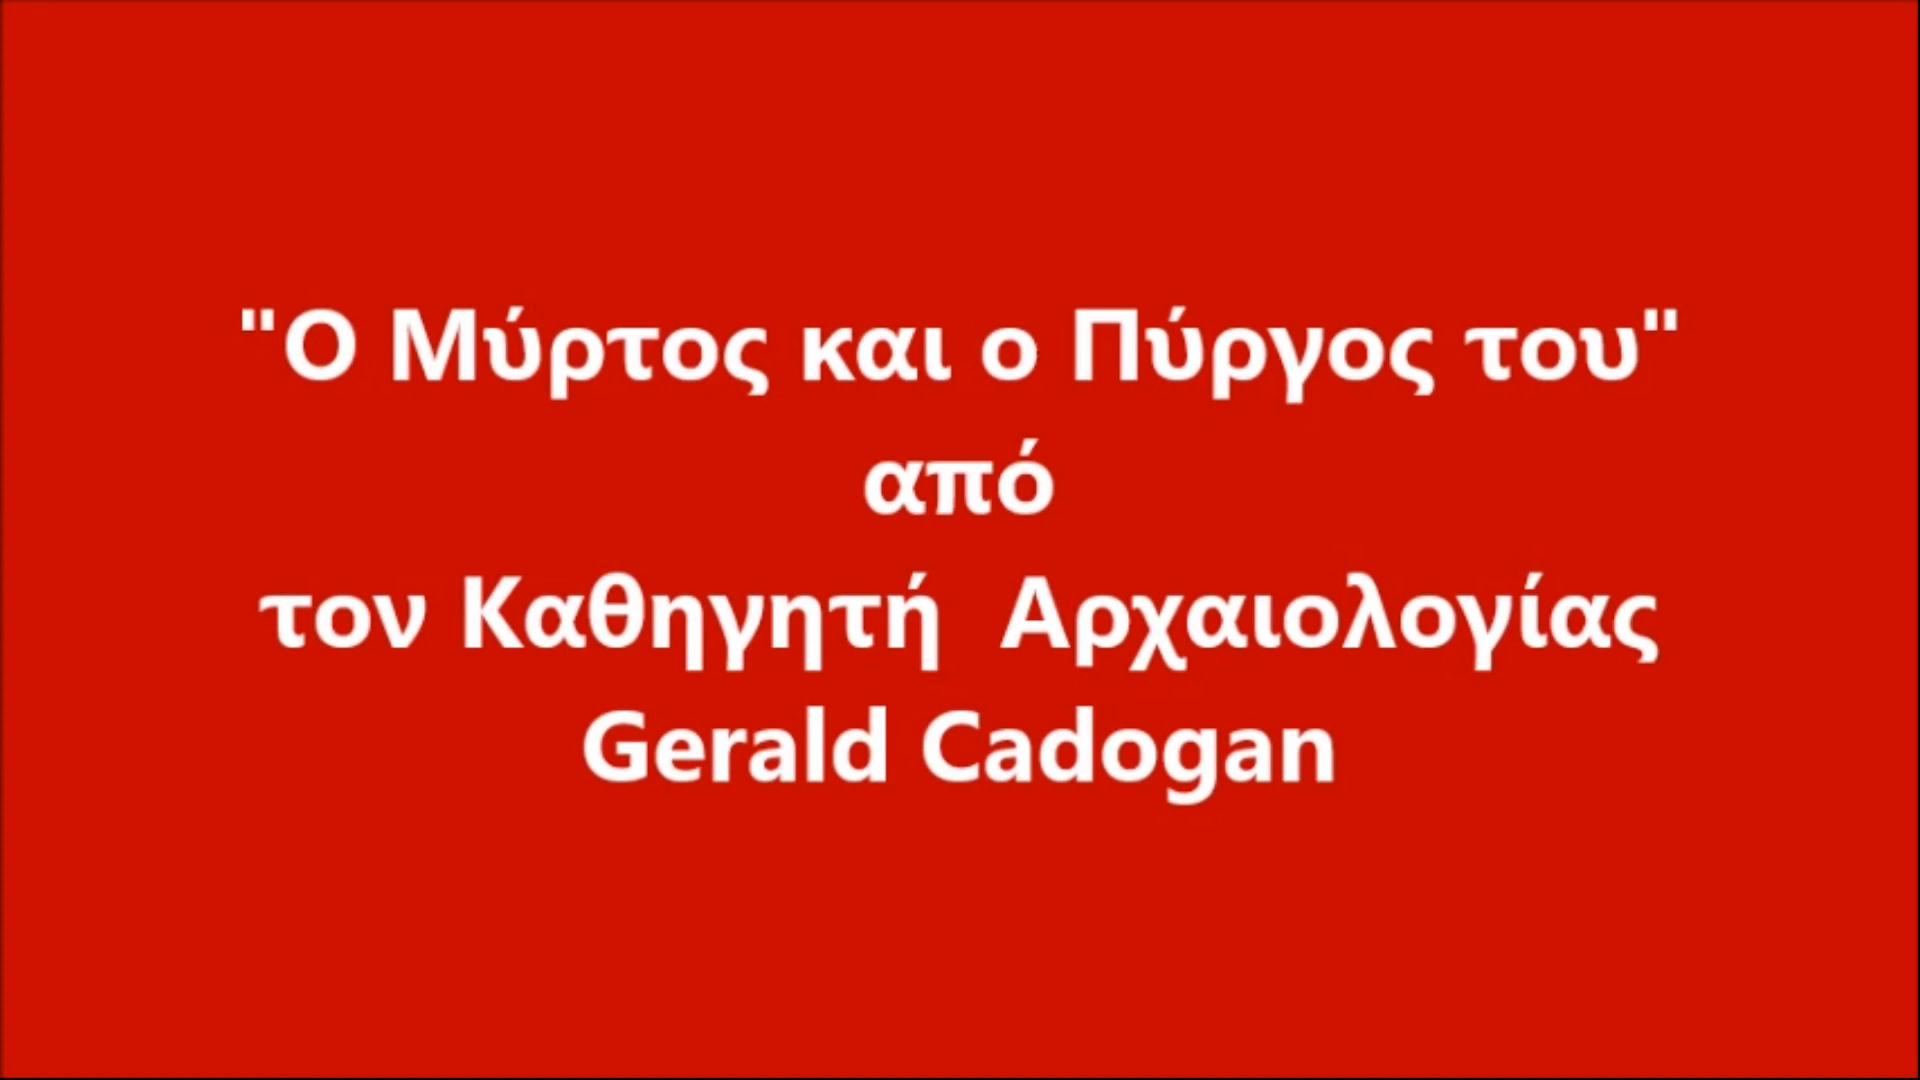 "Ο Μύρτος και ο Πύργος του"
από
τον Καθηγητή  Αρχαιολογίας
Gerald Cadogan